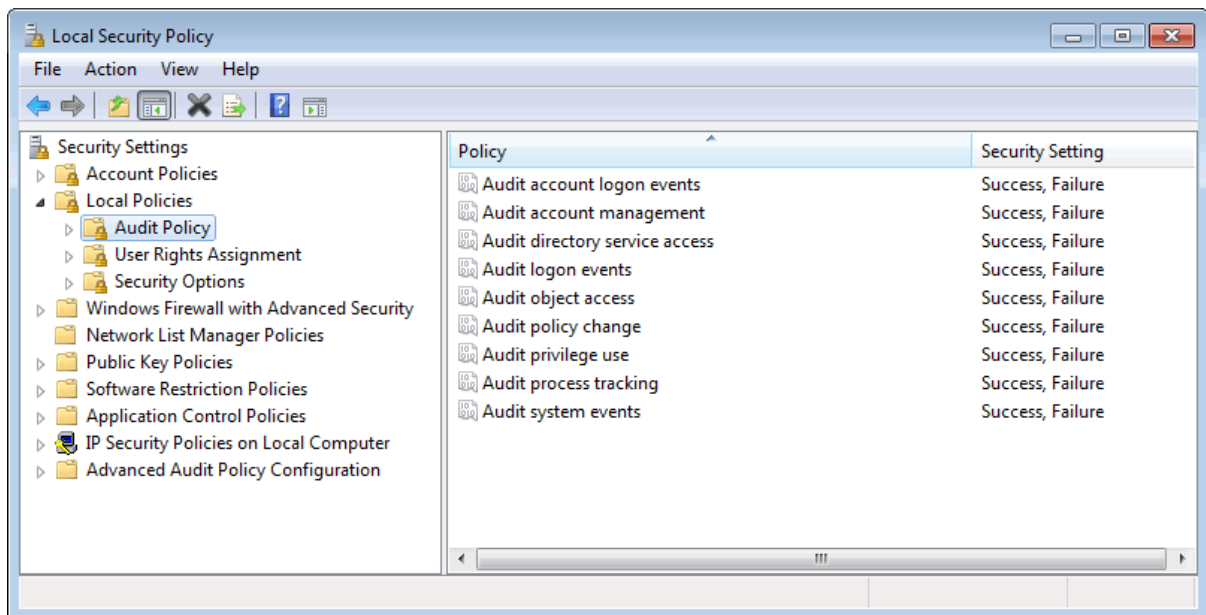 Local Security Policy
File Action View Help
Security Settings
Account Policies
Local Policies
Audit Policy
User Rights Assignment
Security Options
Windows Firewall with Advanced Security
Network List Manager Policies
Public Key Policies
Software Restriction Policies
Application Control Policies
IP Security Policies on Local Computer
Advanced Audit Policy Configuration
Policy Security Setting
Audit account logon events Success, Failure
Audit account management Success, Failure
Audit directory service access Success, Failure
Audit logon events Success, Failure
Audit object access Success, Failure
Audit policy change Success, Failure
Audit privilege use Success, Failure
Audit process tracking Success, Failure
Audit system events Success, Failure